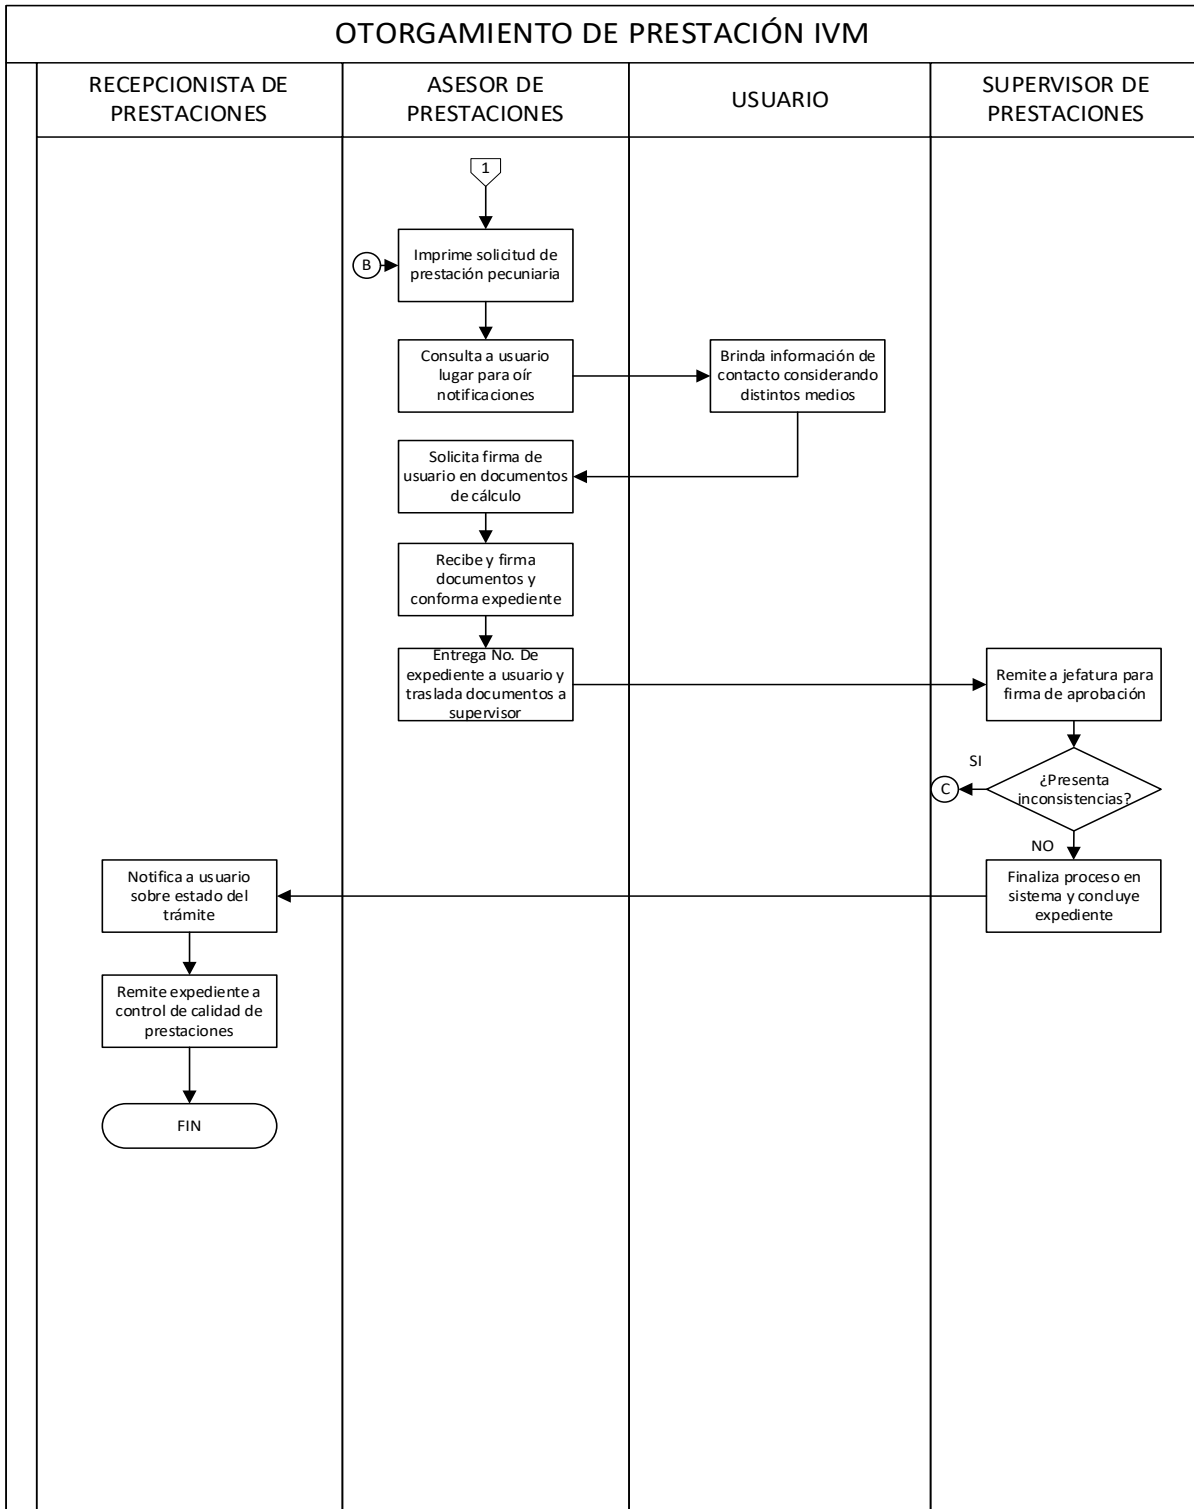 OTORGAMIENTO DE PRESTACIÓN IVM
RECEPCIONISTA DE
PRESTACIONES
ASESOR DE
PRESTACIONES
USUARIO
SUPERVISOR DE
PRESTACIONES
1
B
Imprime solicitud de
prestación pecuniaria
Consulta a usuario
lugar para oír
notificaciones
Brinda información de
contacto considerando
distintos medios
Solicita firma de
usuario en documentos
de cálculo
Recibe y firma
documentos y
conforma expediente
Entrega No. De
expediente a usuario y
traslada documentos a
supervisor
Remite a jefatura para
firma de aprobación
SI
C
¿Presenta
inconsistencias?
NO
Finaliza proceso en
sistema y concluye
expediente
Notifica a usuario
sobre estado del
trámite
Remite expediente a
control de calidad de
prestaciones
FIN